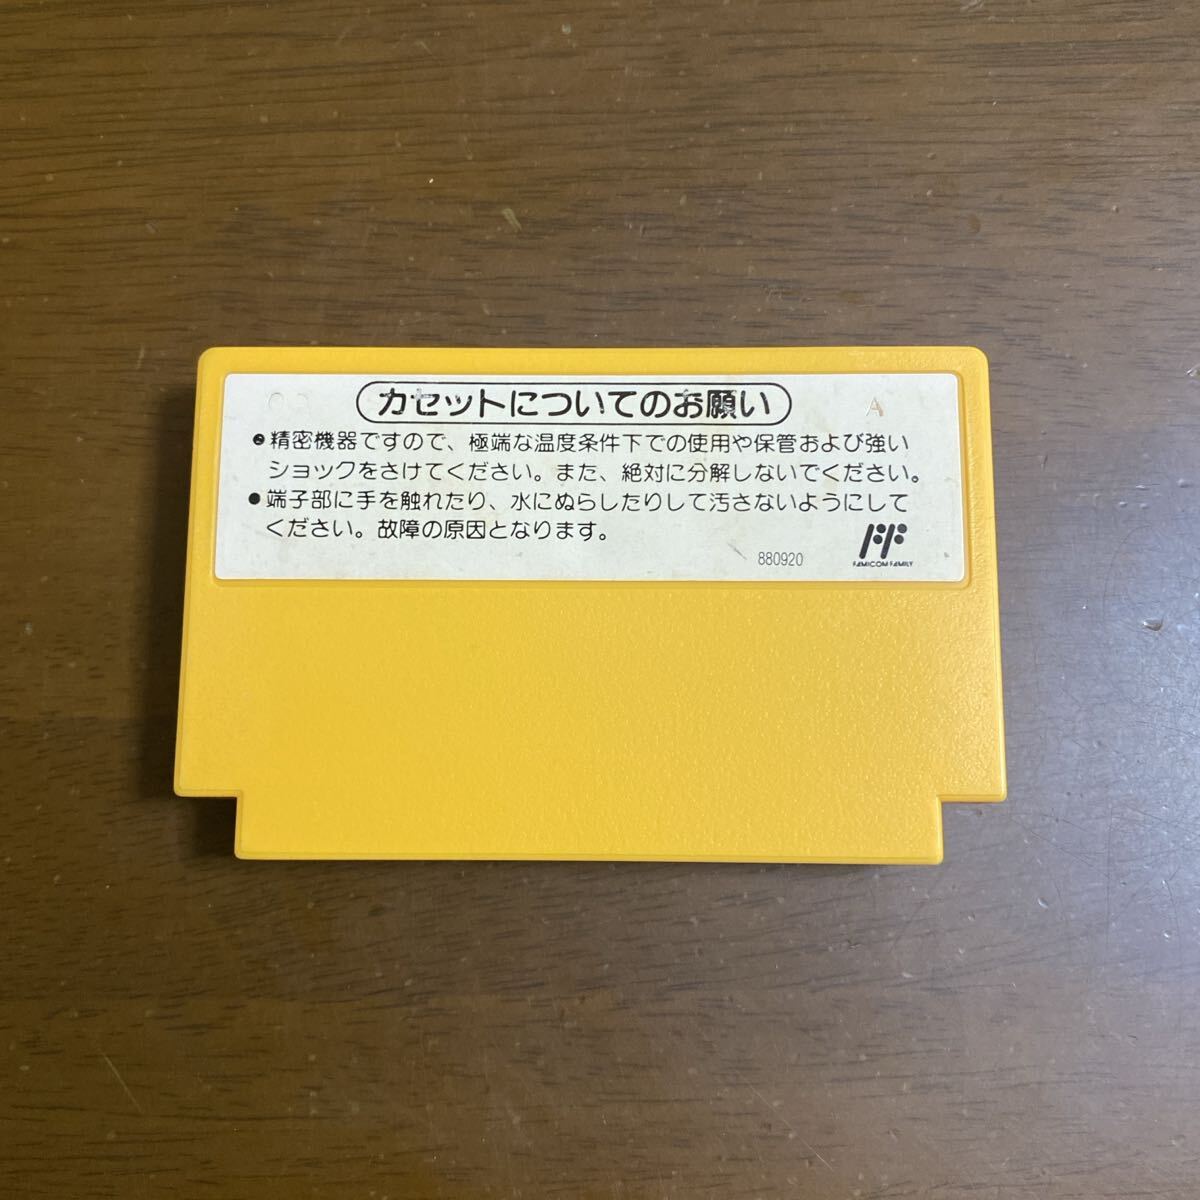 カセットについてのお願い
A
●精密機器ですので、極端な温度条件下での使用や保管および強い
ショックをさけてください。また、絶対に分解しないでください。
●端子部に手を触れたり、水にぬらしたりして汚さないようにして
ください。故障の原因となります。
880920
FF
FAMICOM FAMILY